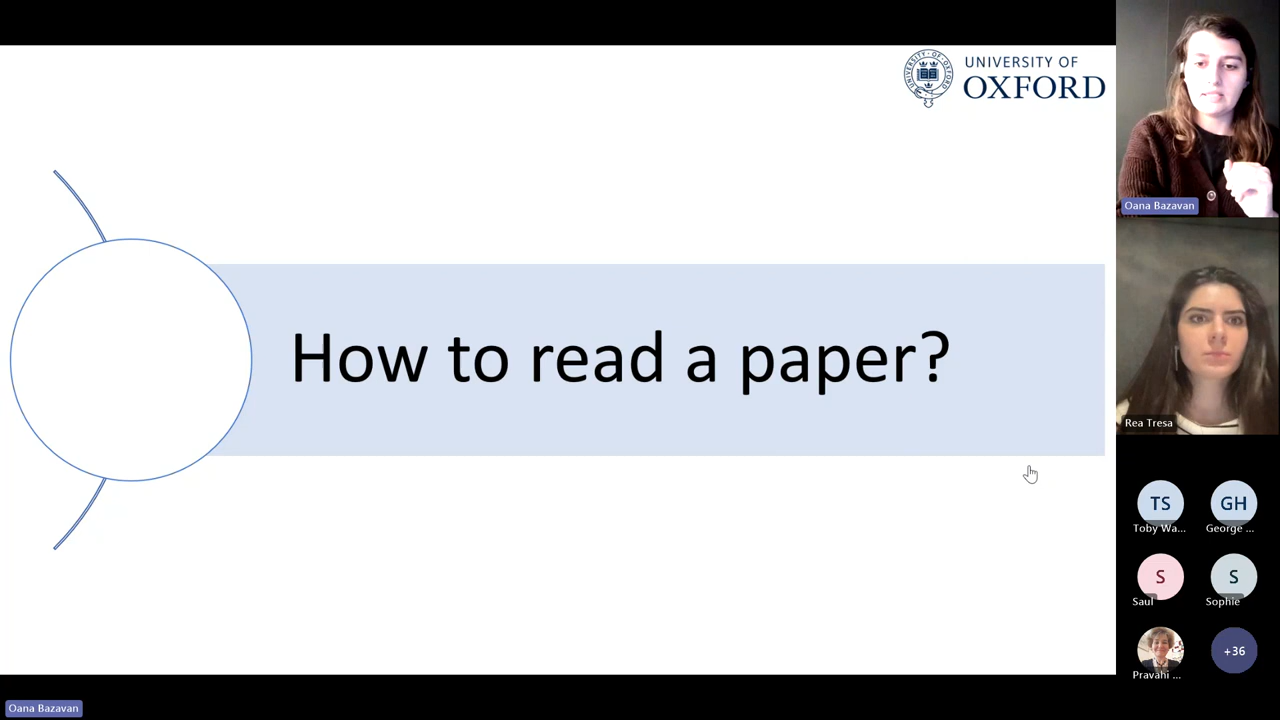 UNIVERSITY OF
OXFORD
How to read a paper?
Oana Bazavan
Rea Tresa
TS
GH
Toby Wa...
George ...
S
S
Saul
Sophie
Pravahi ...
+36
Oana Bazavan